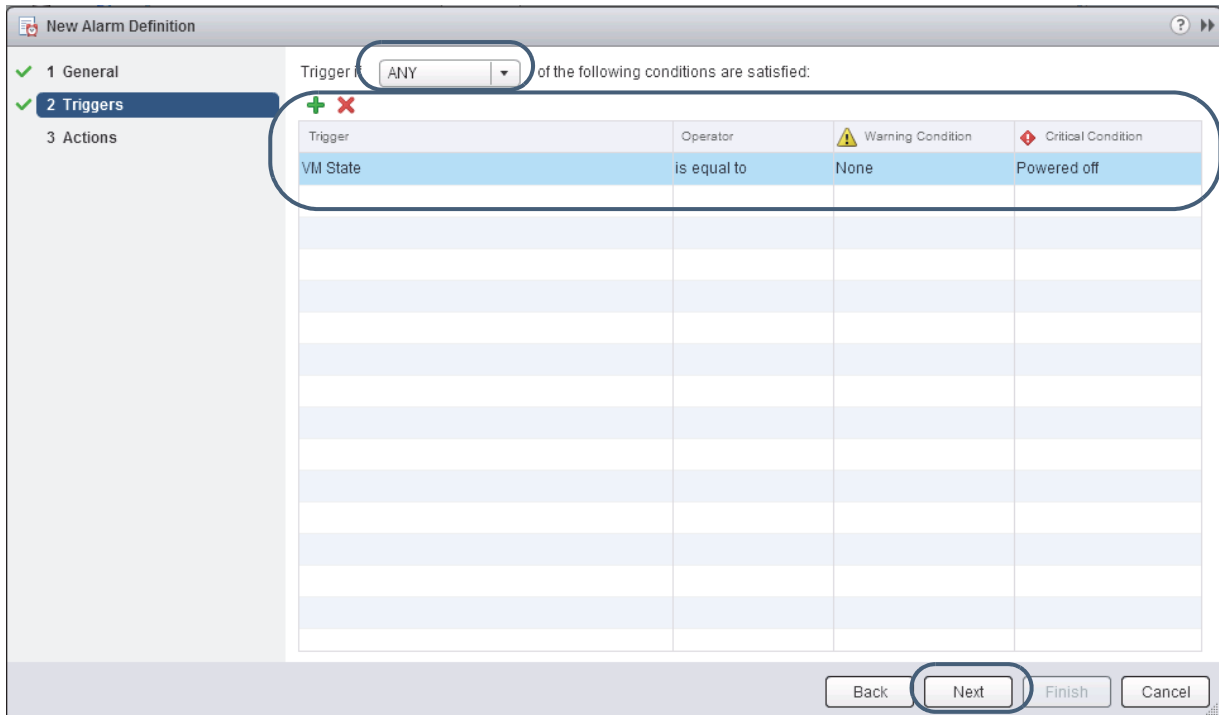 New Alarm Definition
?
1 General
2 Triggers
3 Actions
Trigger if ANY of the following conditions are satisfied:
Trigger Operator Warning Condition Critical Condition
VM State is equal to None Powered off
Back Next Finish Cancel